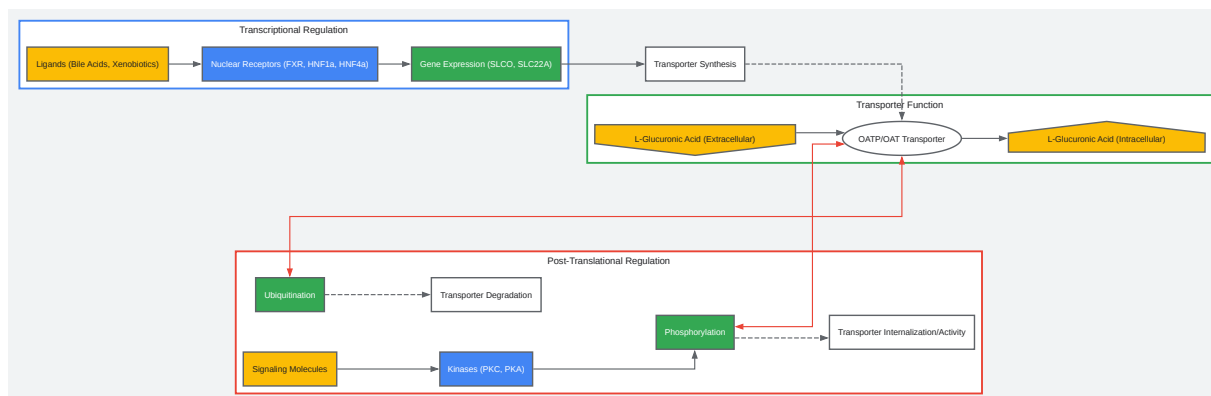 Transcriptional Regulation
Ligands (Bile Acids, Xenobiotics)
Nuclear Receptors (FXR, HNF1a, HNF4a)
Gene Expression (SLCO, SLC22A)
Transporter Synthesis
Transporter Function
L-Glucuronic Acid (Extracellular)
OATP/OAT Transporter
L-Glucuronic Acid (Intracellular)
Post-Translational Regulation
Ubiquitination
Transporter Degradation
Phosphorylation
Transporter Internalization/Activity
Signaling Molecules
Kinases (PKC, PKA)